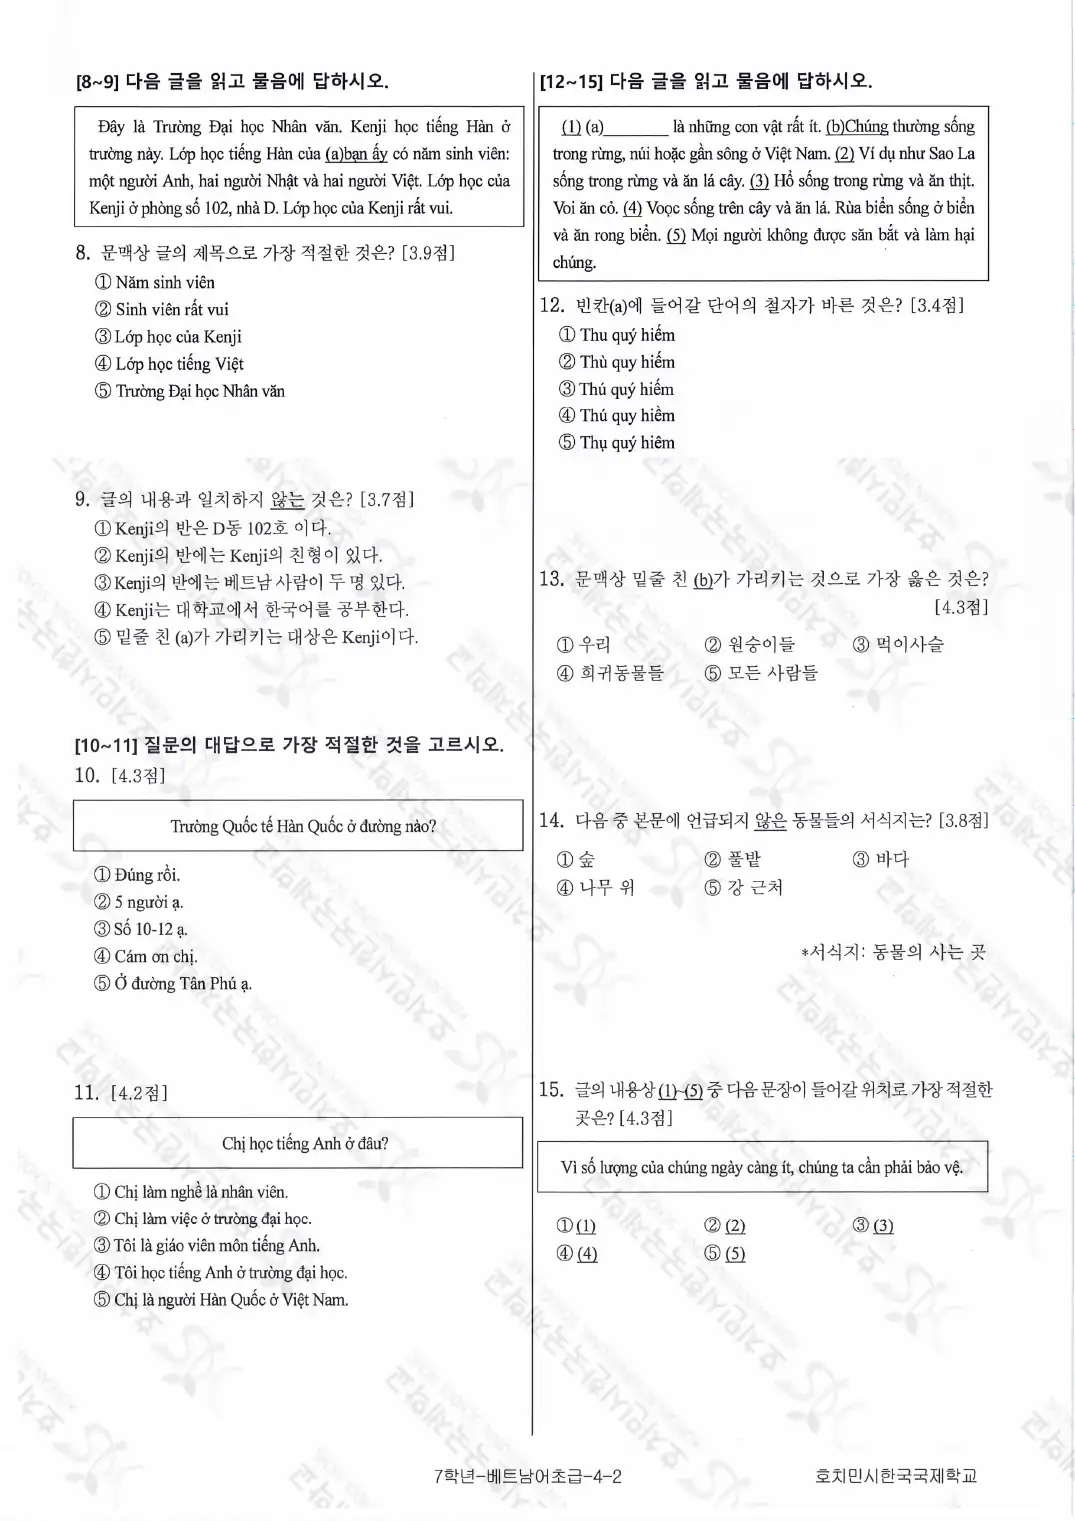 [8~9] 다음 글을 읽고 물음에 답하시오.
Đây là Trường Đại học Nhân văn. Kenji học tiếng Hàn ở
trường này. Lớp học tiếng Hàn của (a)bạn ấy có năm sinh viên:
một người Anh, hai người Nhật và hai người Việt. Lớp học của
Kenji ở phòng số 102, nhà D. Lớp học của Kenji rất vui.
8. 문맥상 글의 제목으로 가장 적절한 것은? [3.9점]
① Năm sinh viên
② Sinh viên rất vui
③ Lớp học của Kenji
④ Lớp học tiếng Việt
⑤ Trường Đại học Nhân văn
9. 글의 내용과 일치하지 않는 것은? [3.7점]
① Kenji의 반은 D동 102호 이다.
② Kenji의 반에는 Kenji의 친형이 있다.
③ Kenji의 반에는 베트남 사람이 두 명 있다.
④ Kenji는 대학교에서 한국어를 공부한다.
⑤ 밑줄 친 (a)가 가리키는 대상은 Kenji이다.
[10~11] 질문의 대답으로 가장 적절한 것을 고르시오.
10. [4.3점]
Trường Quốc tế Hàn Quốc ở đường nào?
① Đúng rồi.
② 5 người ạ.
③ Số 10-12 ạ.
④ Cám ơn chị.
⑤ Ở đường Tân Phú ạ.
11. [4.2점]
Chị học tiếng Anh ở đâu?
① Chị làm nghề là nhân viên.
② Chị làm việc ở trường đại học.
③ Tôi là giáo viên môn tiếng Anh.
④ Tôi học tiếng Anh ở trường đại học.
⑤ Chị là người Hàn Quốc ở Việt Nam.
[12~15] 다음 글을 읽고 물음에 답하시오.
(1) (a)________ là những con vật rất ít. (b)Chúng thường sống
trong rừng, núi hoặc gần sông ở Việt Nam. (2) Ví dụ như Sao La
sống trong rừng và ăn lá cây. (3) Hổ sống trong rừng và ăn thịt.
Voi ăn cỏ. (4) Voọc sống trên cây và ăn lá. Rùa biển sống ở biển
và ăn rong biển. (5) Mọi người không được săn bắt và làm hại
chúng.
12. 빈칸(a)에 들어갈 단어의 철자가 바른 것은? [3.4점]
① Thu quý hiếm
② Thù quy hiếm
③ Thú quý hiếm
④ Thú quy hiềm
⑤ Thụ quý hiêm
13. 문맥상 밑줄 친 (b)가 가리키는 것으로 가장 옳은 것은?
[4.3점]
① 우리 ② 원숭이들 ③ 먹이사슬
④ 희귀동물들 ⑤ 모든 사람들
14. 다음 중 본문에 언급되지 않은 동물들의 서식지는? [3.8점]
① 숲 ② 풀밭 ③ 바다
④ 나무 위 ⑤ 강 근처
*서식지: 동물의 사는 곳
15. 글의 내용상 (1)~(5) 중 다음 문장이 들어갈 위치로 가장 적절한
곳은? [4.3점]
Vì số lượng của chúng ngày càng ít, chúng ta cần phải bảo vệ.
① (1) ② (2) ③ (3)
④ (4) ⑤ (5)
7학년-베트남어초급-4-2
호치민시한국국제학교